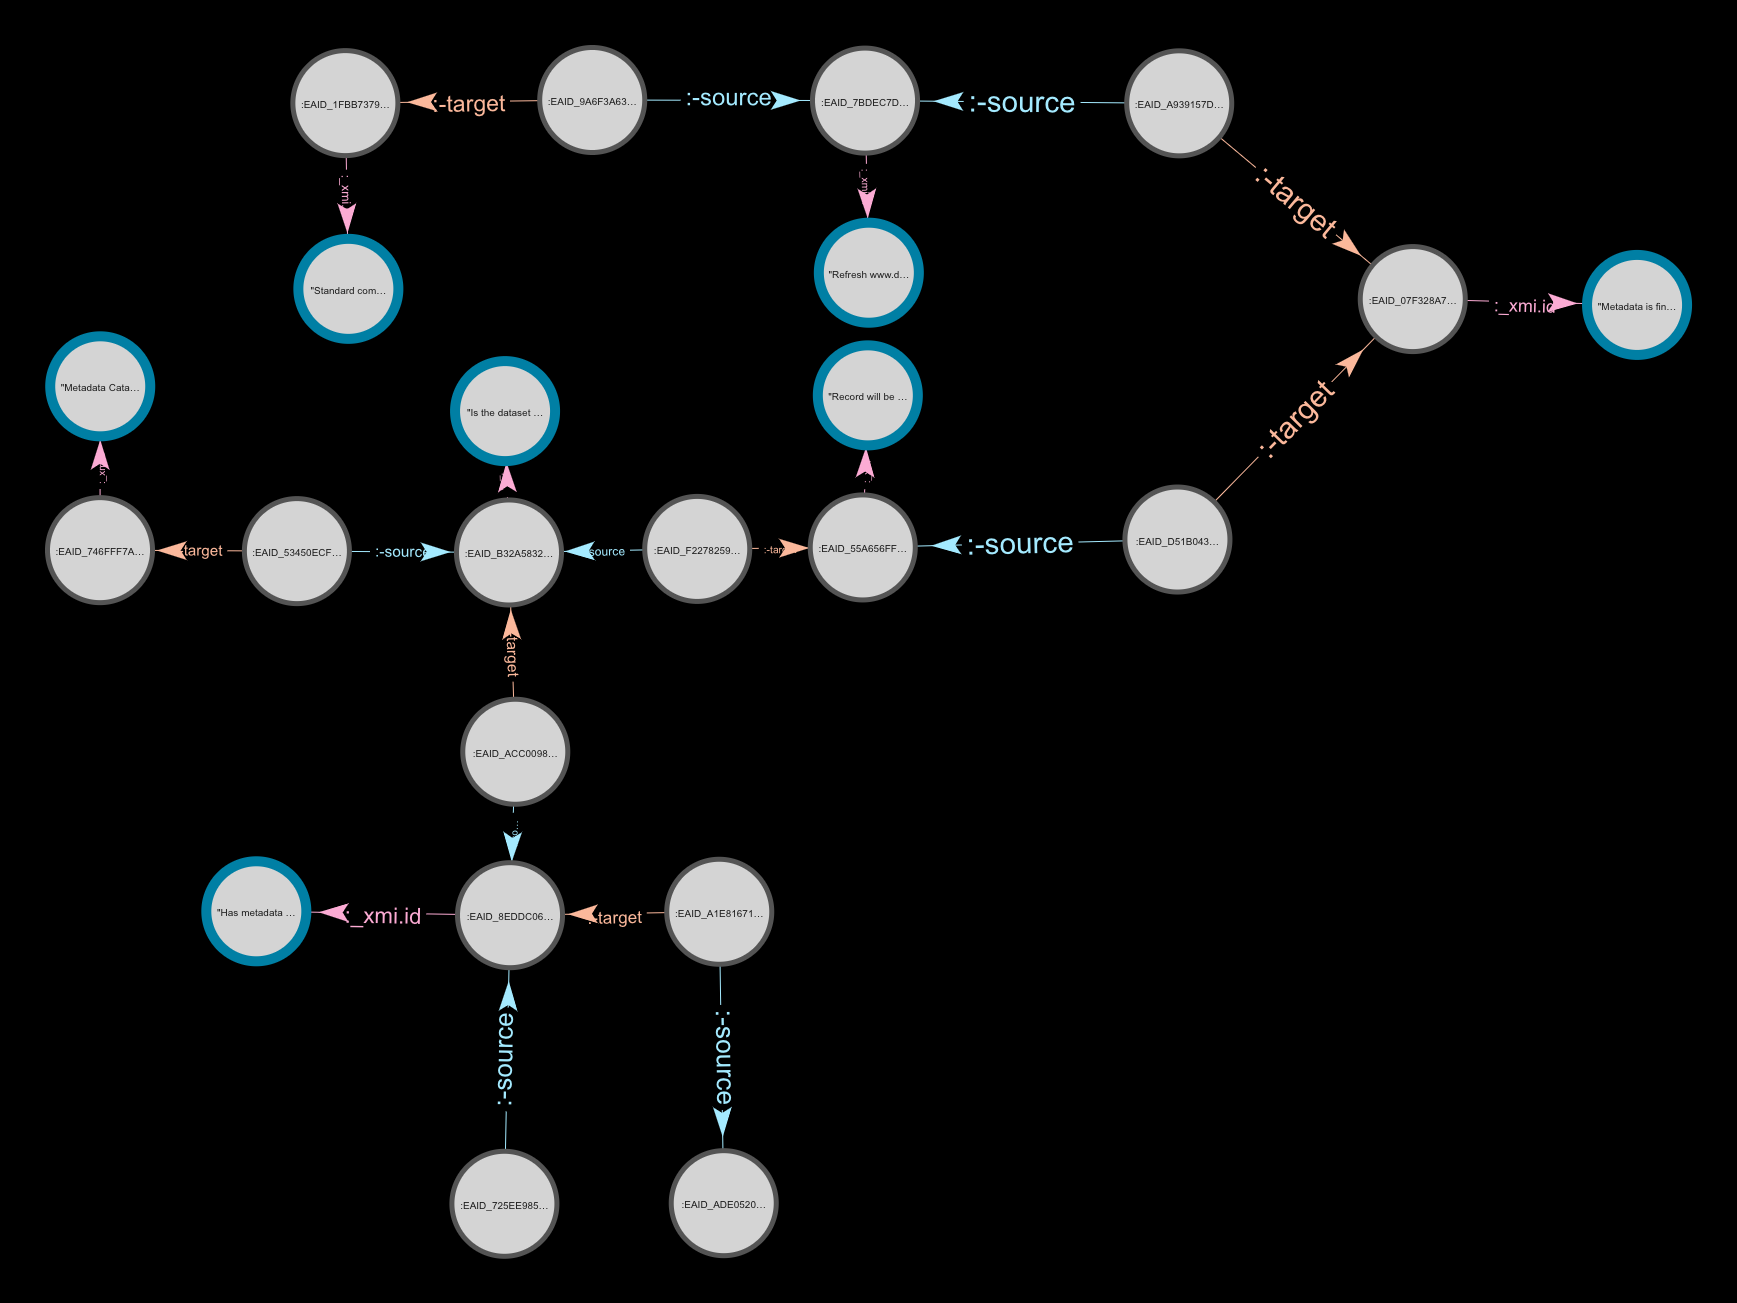 :EAID_1FBB7379…
:-target
:EAID_9A6F3A63…
:-source
:EAID_7BDEC7D…
:-source
:EAID_A939157D…
:_xmi
:_xmi
:-target
"Standard com…
"Refresh www.d…
:EAID_07F328A7…
:_xmi.id
"Metadata is fin…
"Metadata Cata…
"Is the dataset …
"Record will be …
:-target
:EAID_746FFF7A…
target
:EAID_53450ECF…
:-source
:EAID_B32A5832…
source
:EAID_F2278259…
:EAID_55A656FF…
:-source
:EAID_D51B043…
target
:EAID_ACC0098…
"Has metadata …
:_xmi.id
:EAID_8EDDC06…
:target
:EAID_A1E81671…
:-source
:-source
:EAID_725EE985…
:EAID_ADE0520…